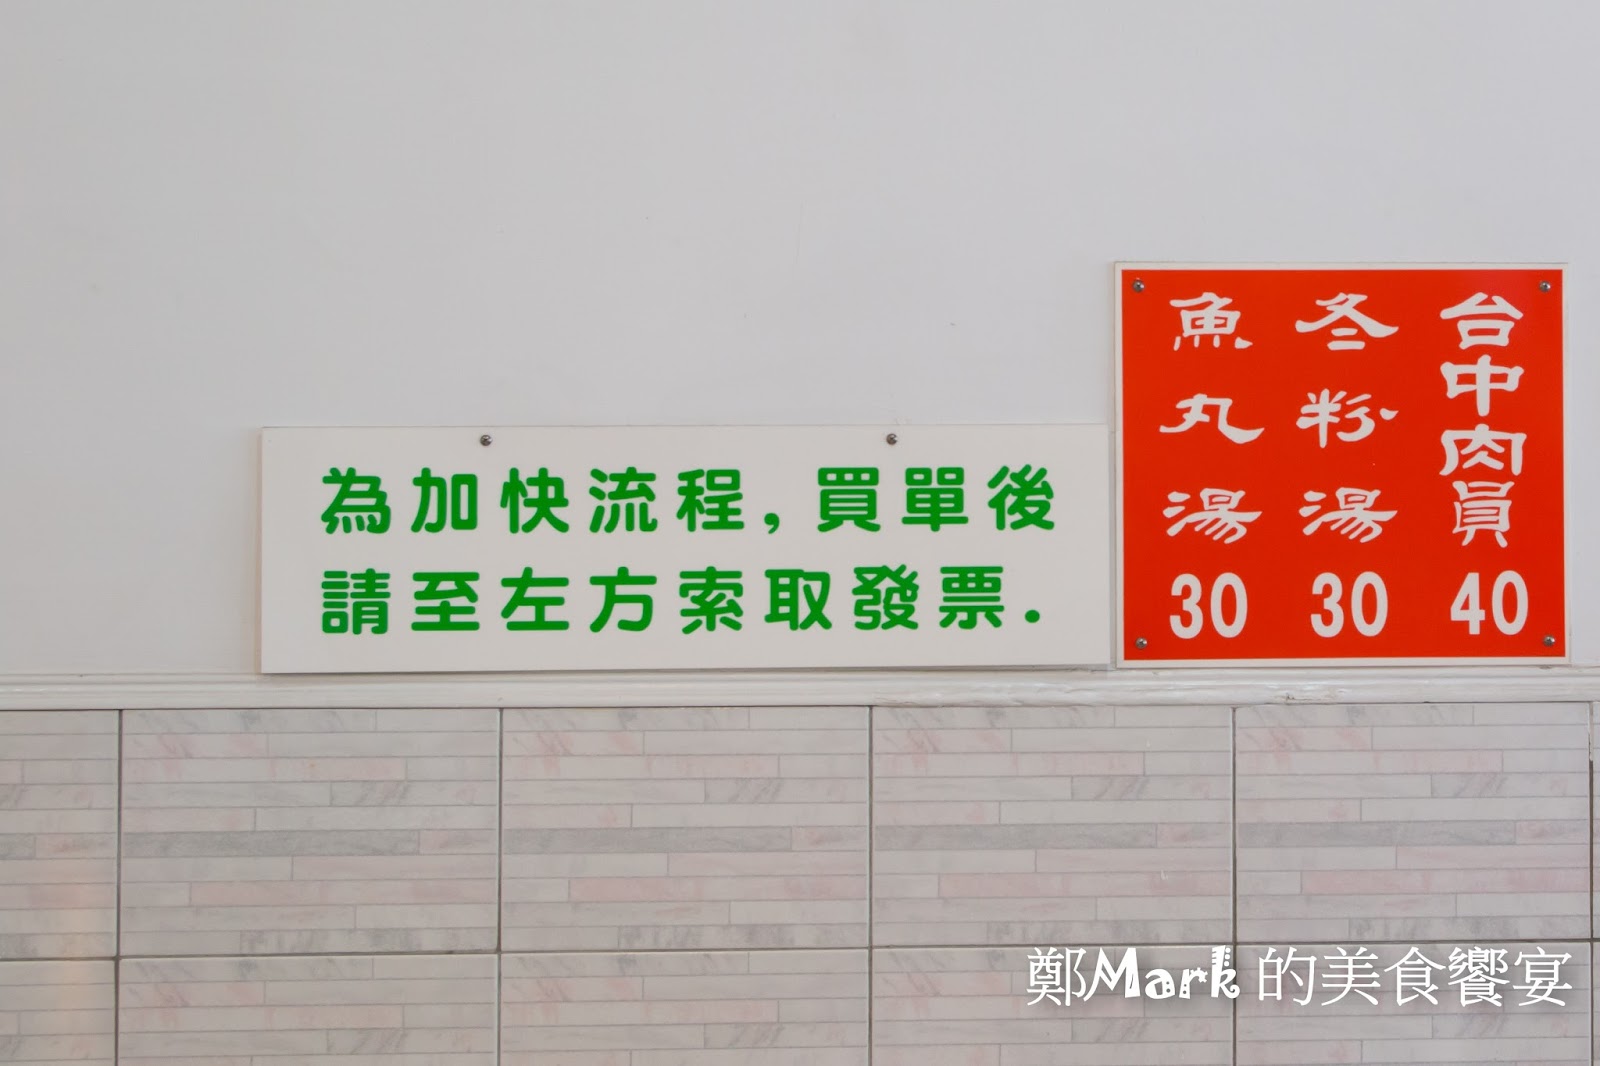 為加快流程,買單後
請至左方索取發票.
台中肉員 40
冬粉湯 30
魚丸湯 30
鄭Mark 的美食饗宴